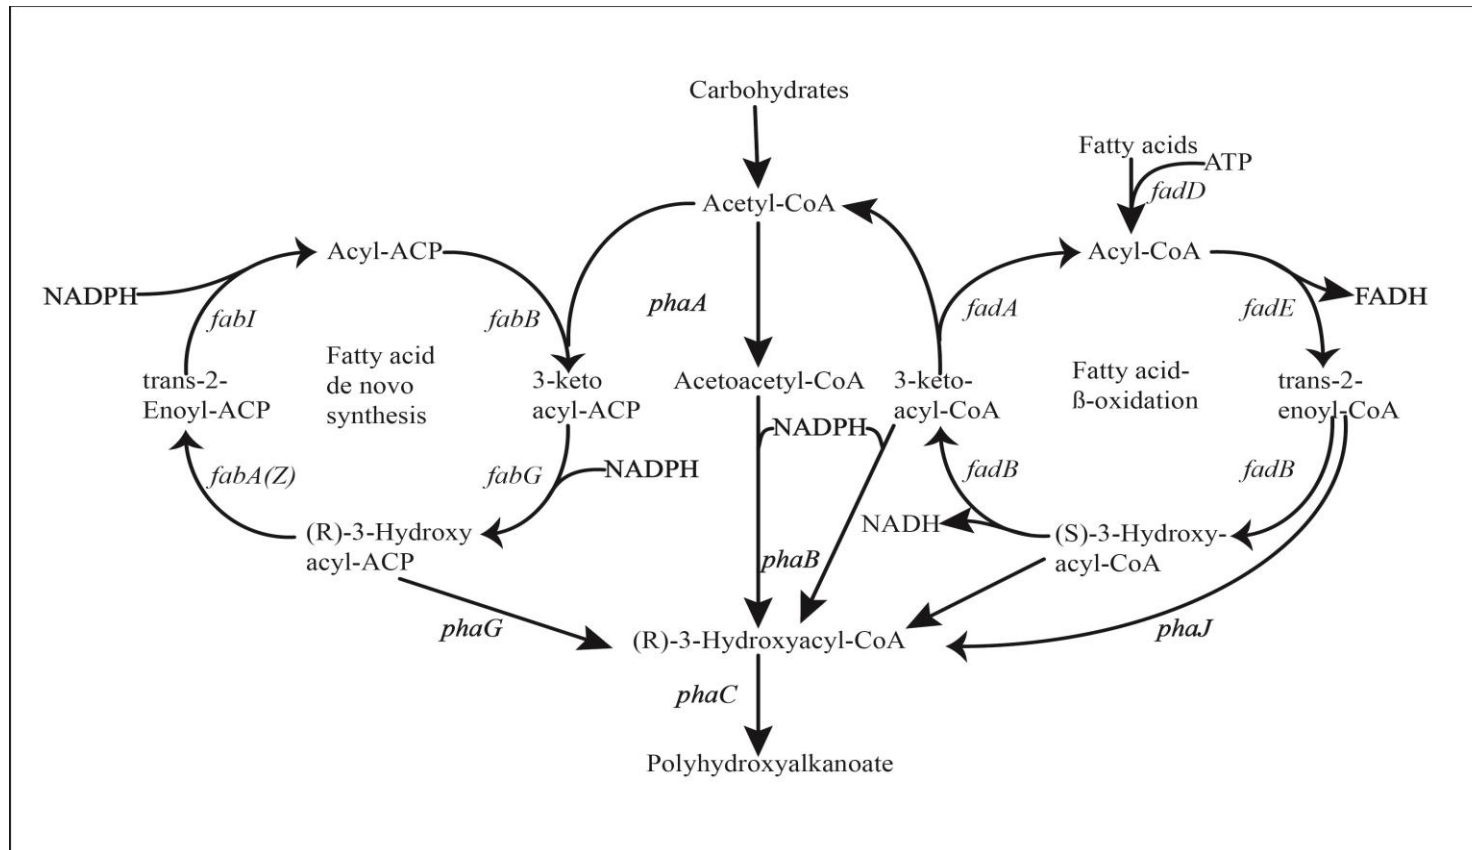 Carbohydrates
Fatty acids
ATP
fadD
Acetyl-CoA
Acyl-ACP
Acyl-CoA
NADPH
FADH
phaA
fabI
fabB
fadA
fadE
Fatty acid
de novo
synthesis
trans-2-
Enoyl-ACP
3-keto
acyl-ACP
Acetoacetyl-CoA
3-keto-
acyl-CoA
Fatty acid-
ß-oxidation
trans-2-
enoyl-CoA
NADPH
NADPH
fabA(Z)
fabG
fadB
fadB
NADH
(R)-3-Hydroxy
acyl-ACP
(S)-3-Hydroxy-
acyl-CoA
phaB
phaG
phaJ
(R)-3-Hydroxyacyl-CoA
phaC
Polyhydroxyalkanoate